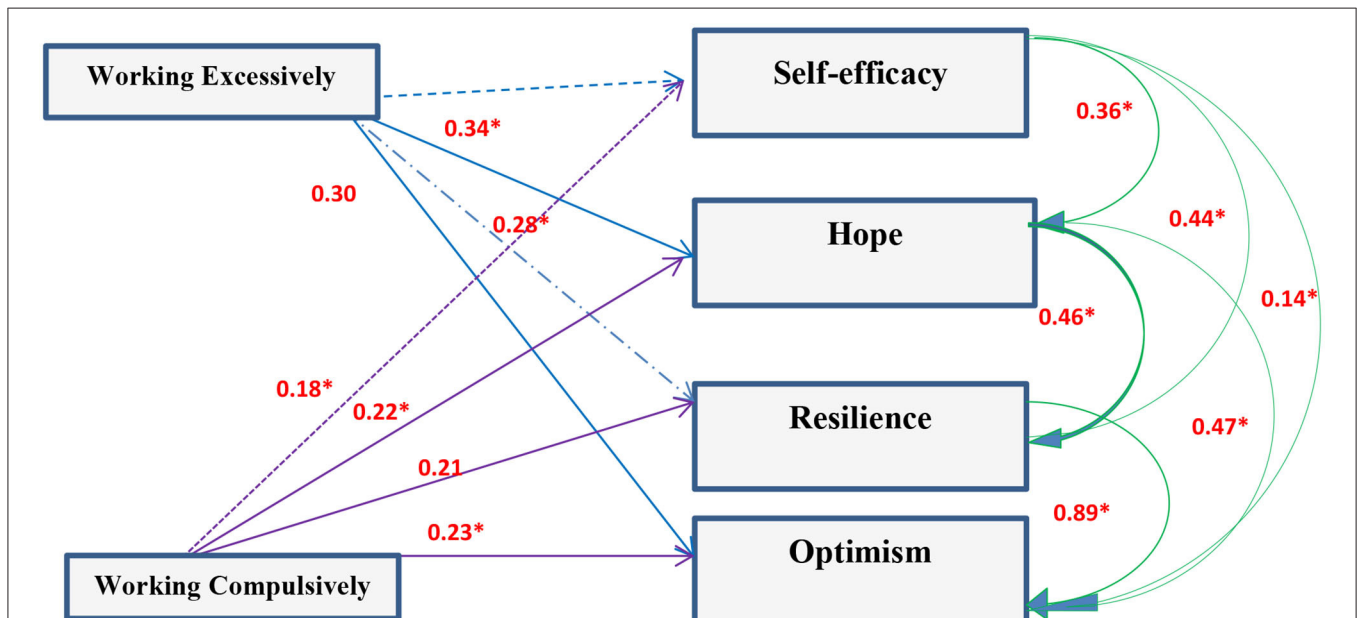 Working Excessively
Self-efficacy
0.34*
0.36*
0.30
0.28*
Hope
0.44*
0.14*
0.46*
0.18*
0.22*
Resilience
0.47*
0.21
0.23*
0.89*
Optimism
Working Compulsively